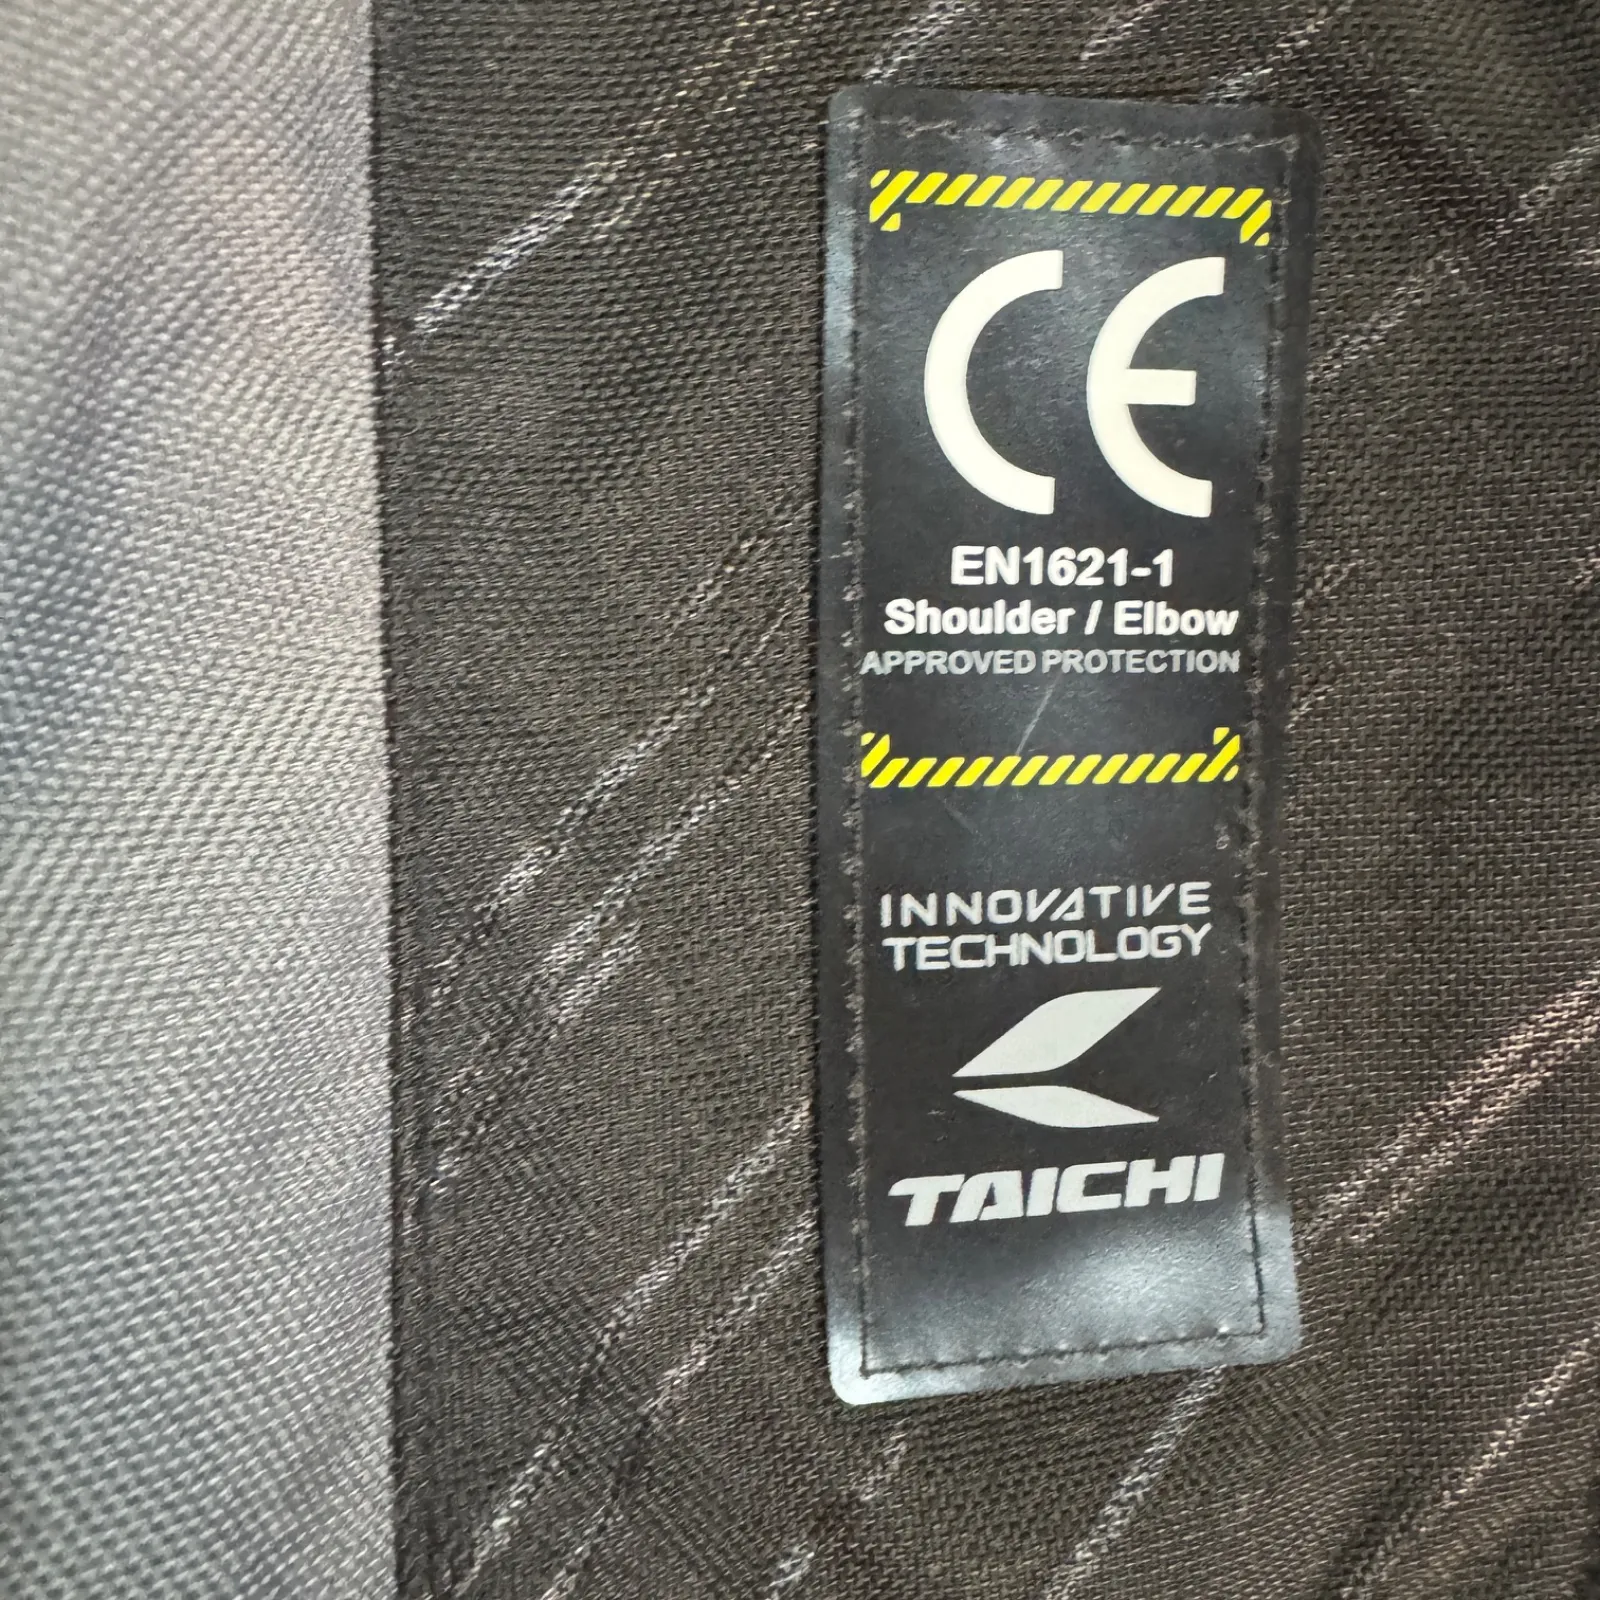 CE
EN1621-1
Shoulder / Elbow
APPROVED PROTECTION
INNOVATIVE
TECHNOLOGY
TAICHI